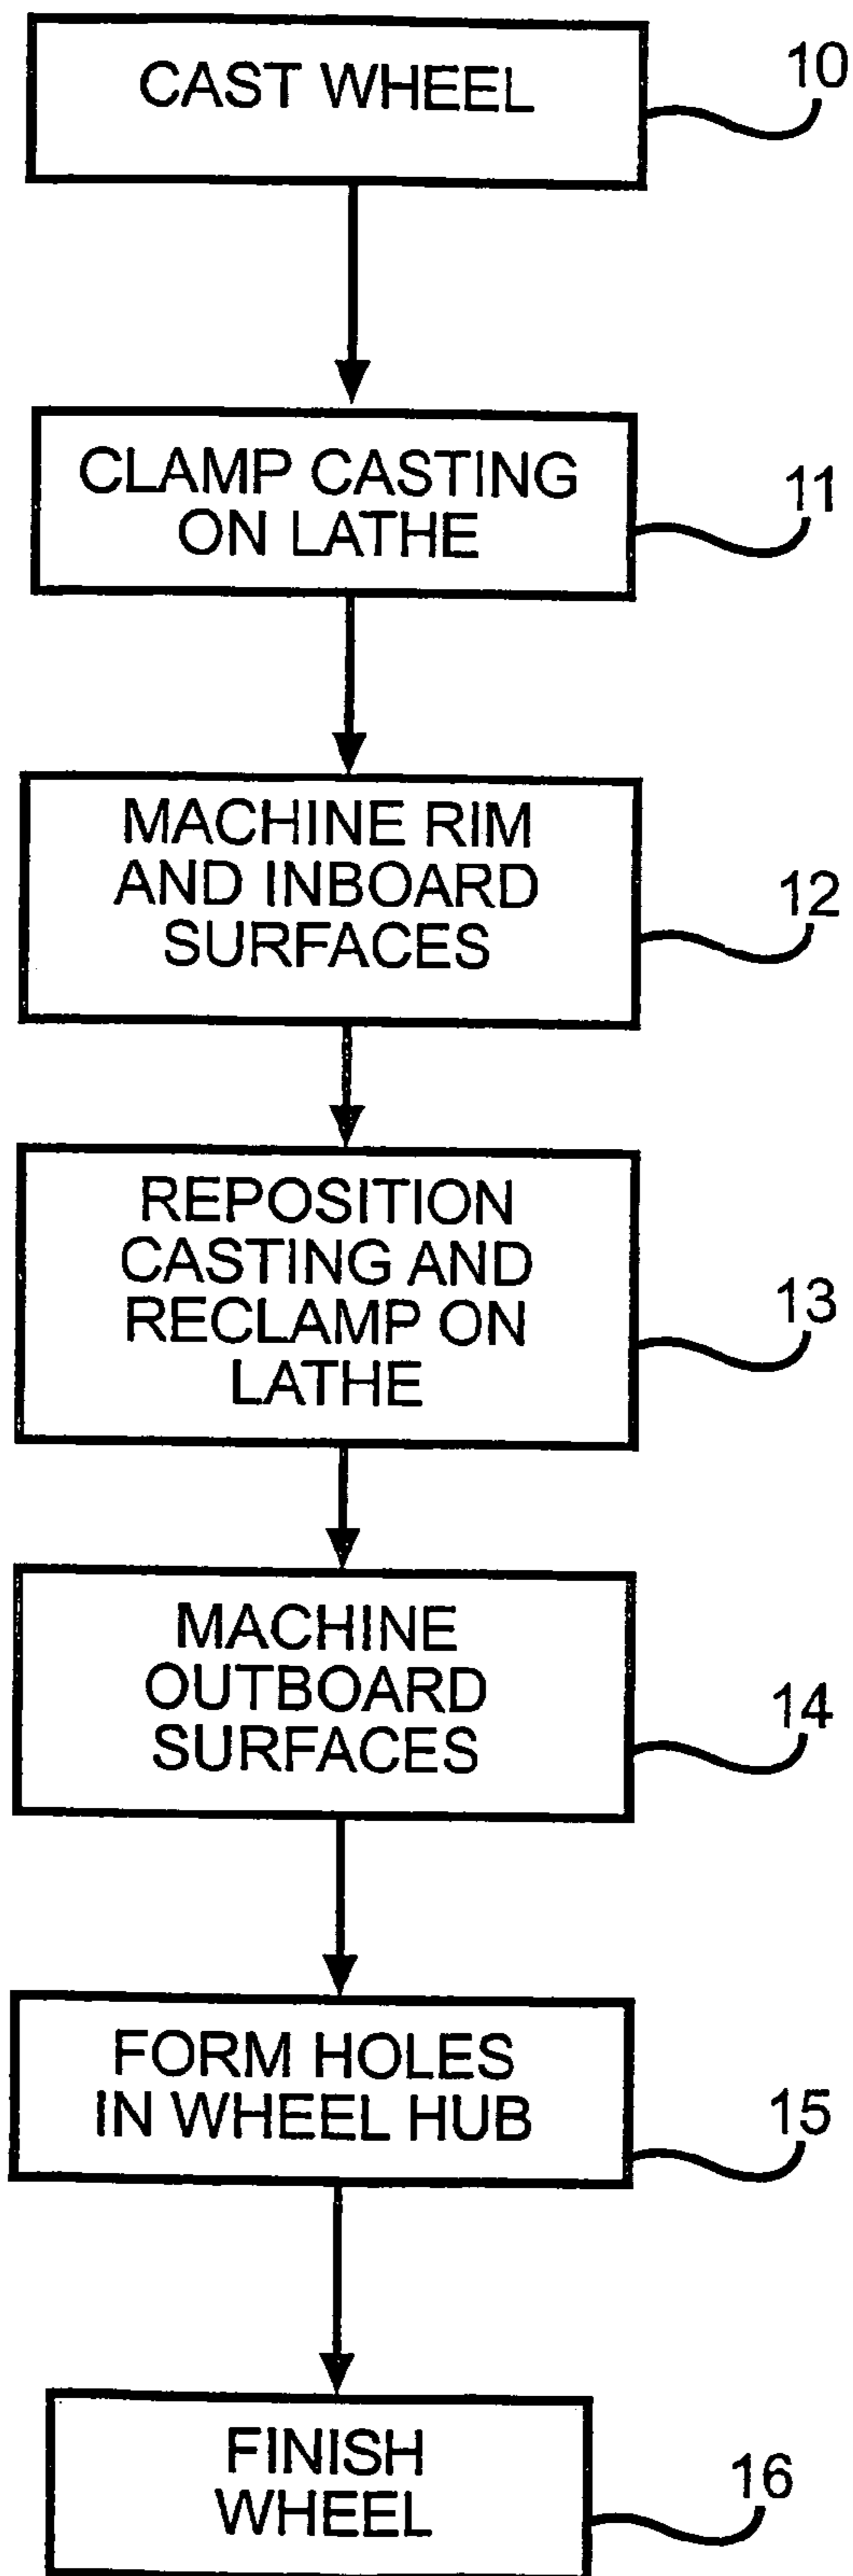 CAST WHEEL
10
CLAMP CASTING
ON LATHE
11
MACHINE RIM
AND INBOARD
SURFACES
12
REPOSITION
CASTING AND
RECLAMP ON
LATHE
13
MACHINE
OUTBOARD
SURFACES
14
FORM HOLES
IN WHEEL HUB
15
FINISH
WHEEL
16